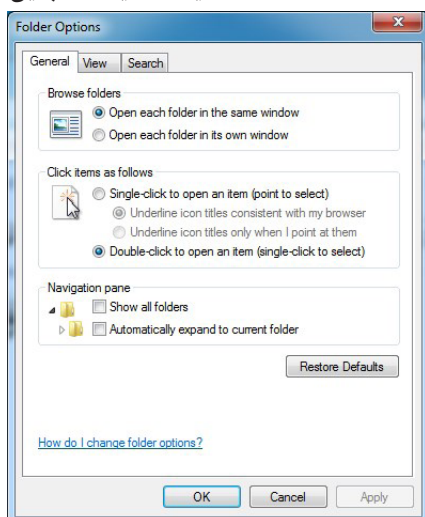 Folder Options
General View Search
Browse folders
Open each folder in the same window
Open each folder in its own window
Click items as follows
Single-click to open an item (point to select)
Underline icon titles consistent with my browser
Underline icon titles only when I point at them
Double-click to open an item (single-click to select)
Navigation pane
Show all folders
Automatically expand to current folder
Restore Defaults
How do I change folder options?
OK Cancel Apply